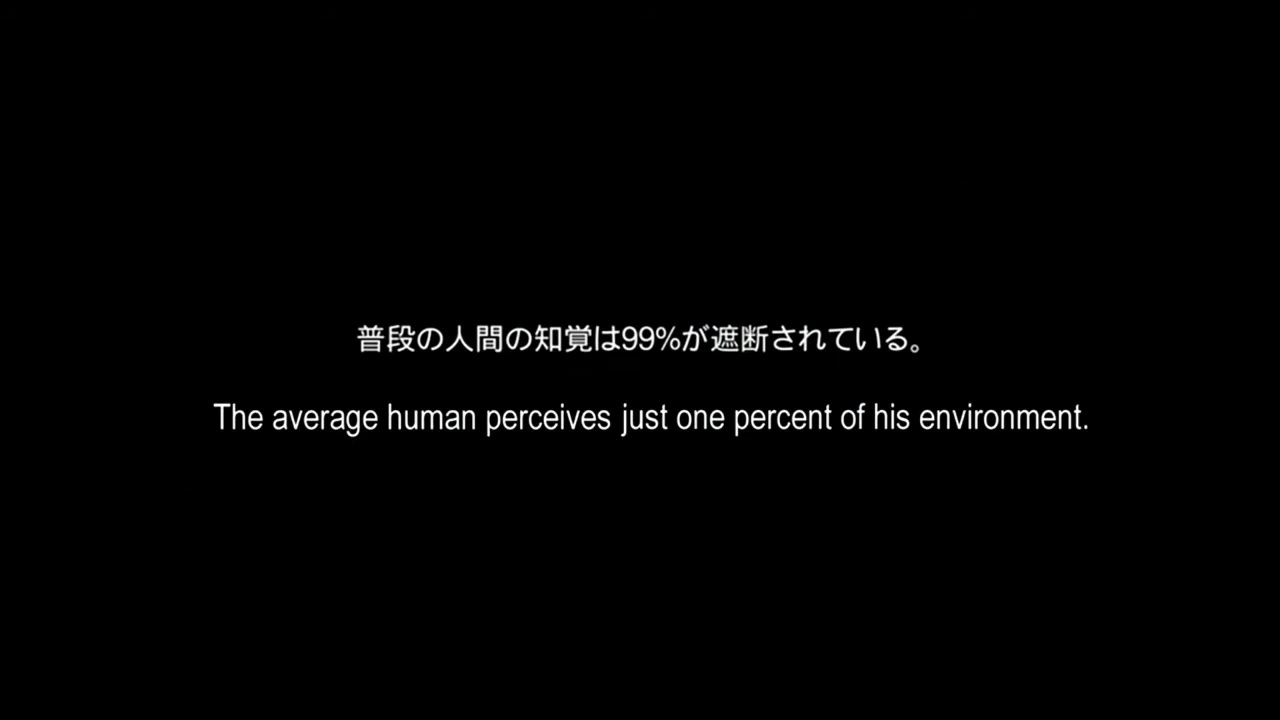 普段の人間の知覚は99%が遮断されている。
The average human perceives just one percent of his environment.